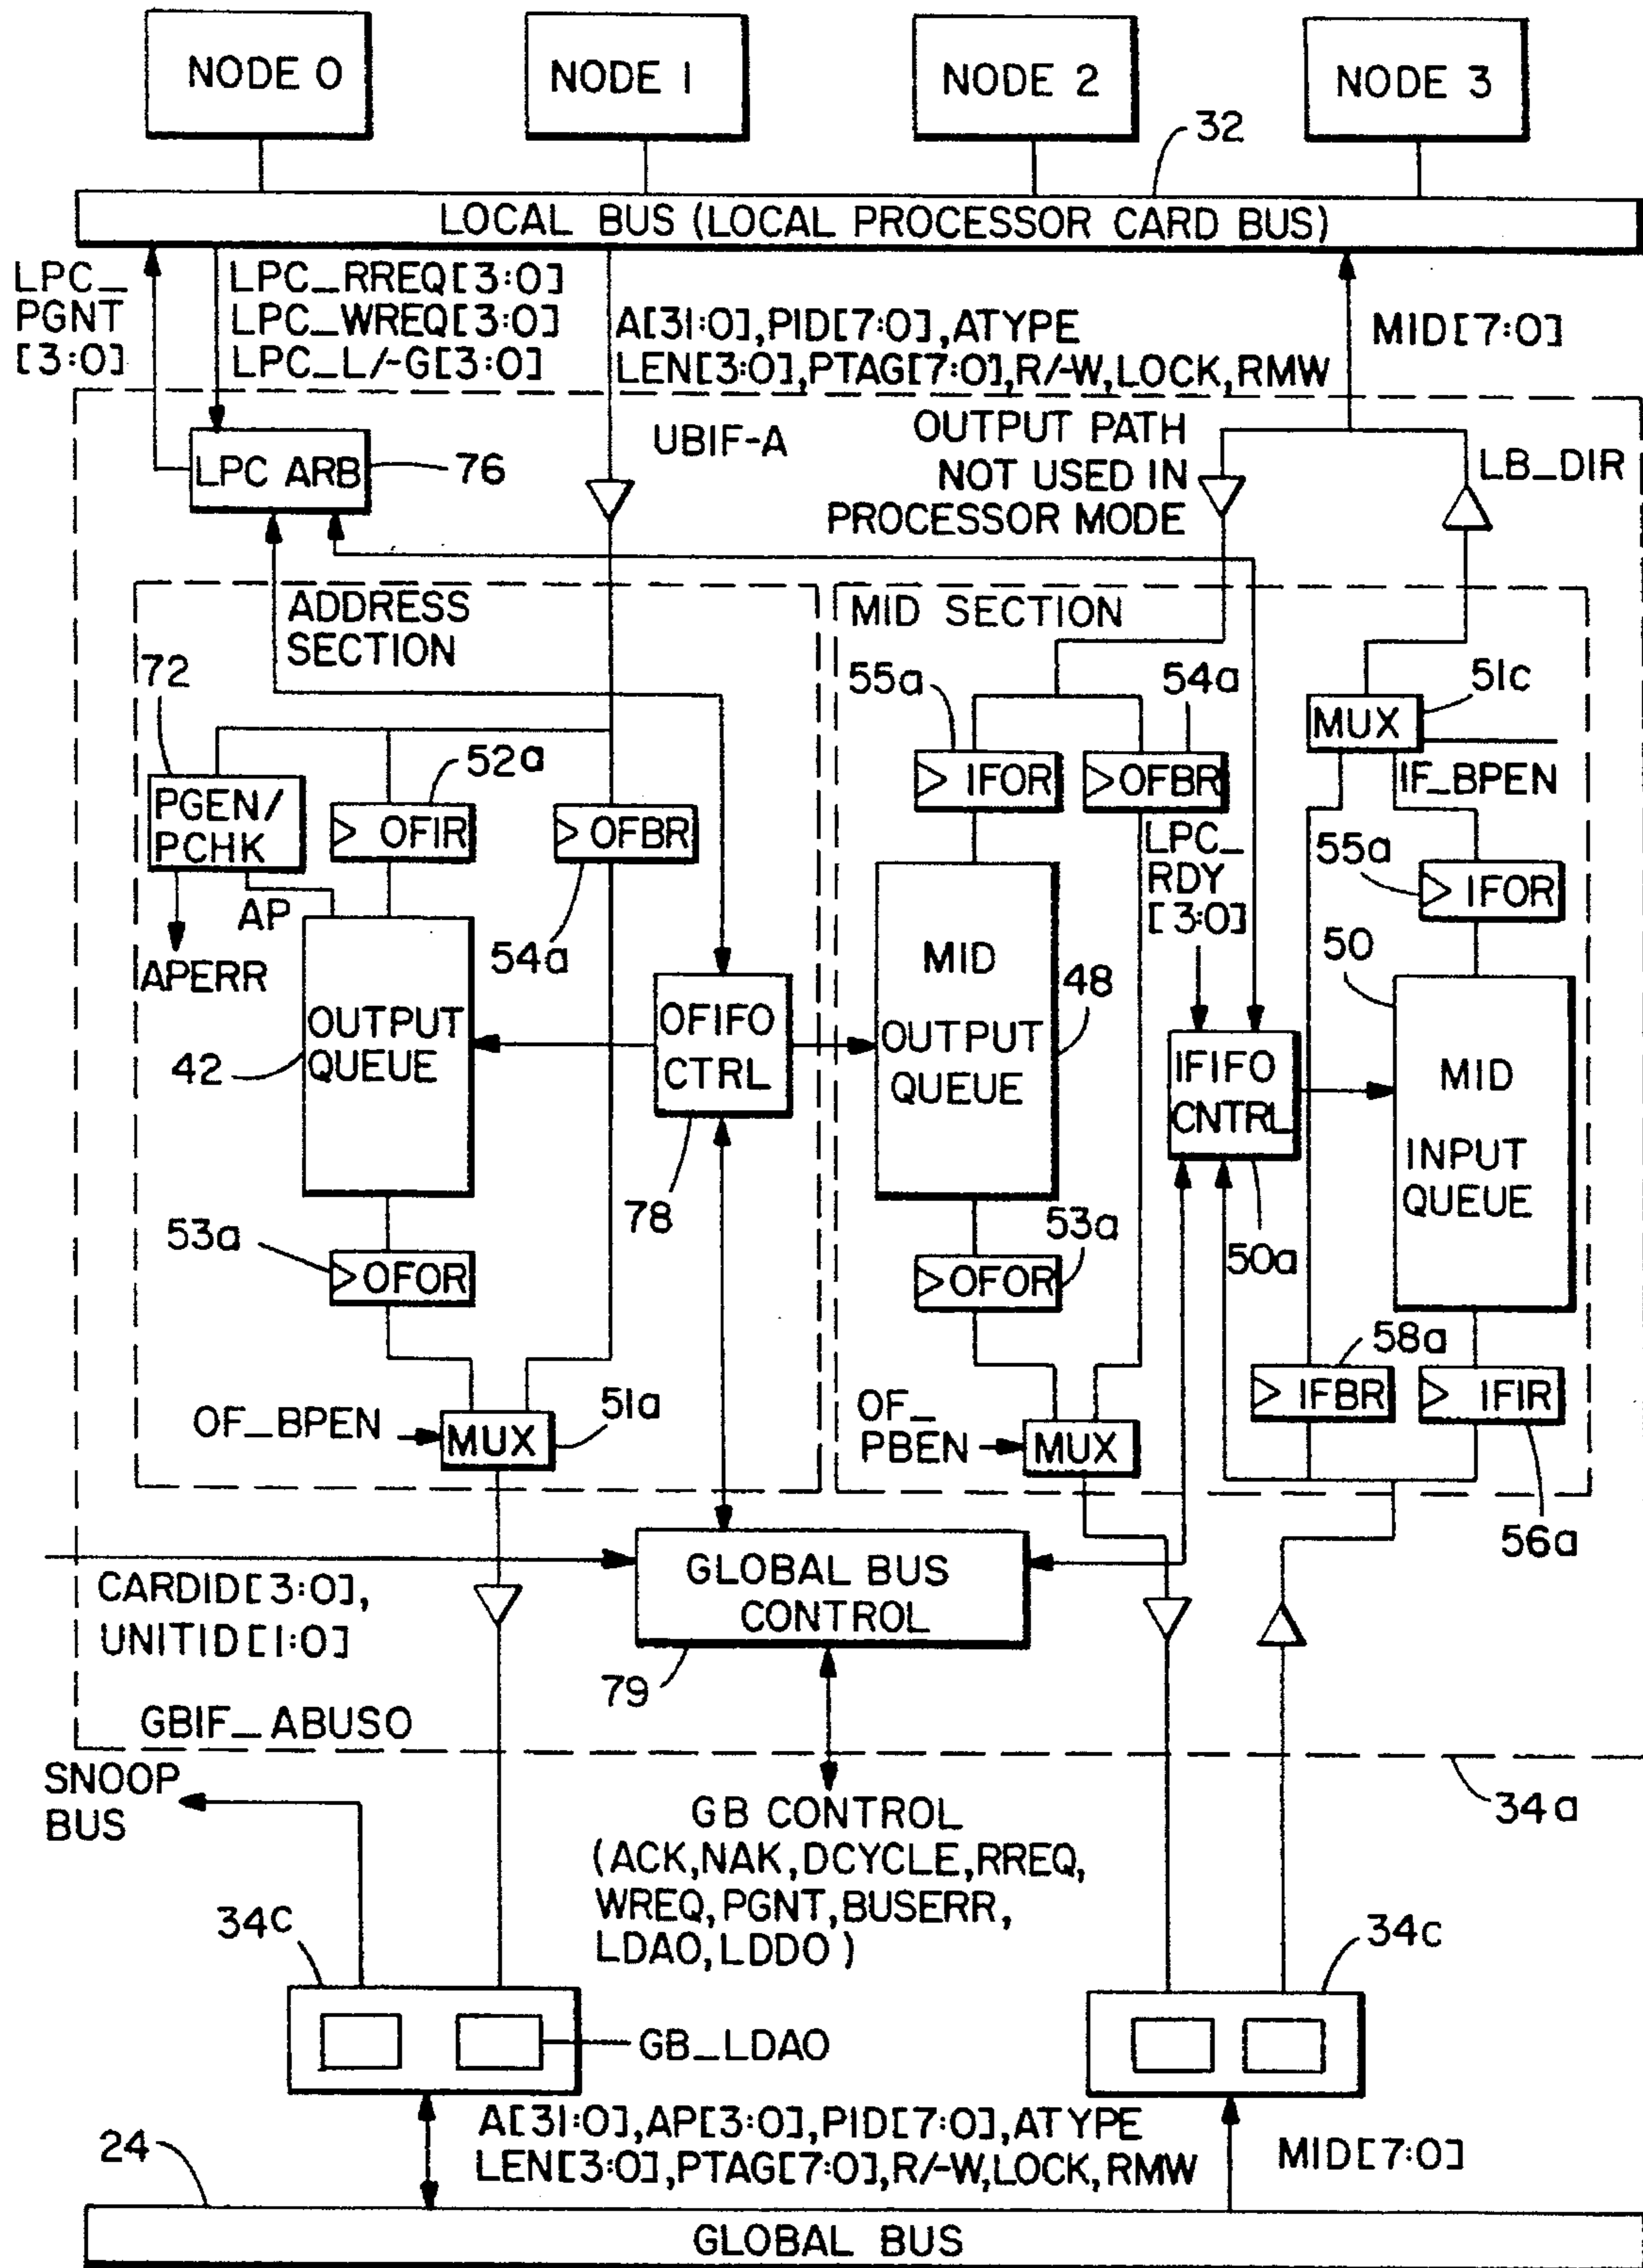 NODE 0
NODE 1
NODE 2
NODE 3
32
LOCAL BUS (LOCAL PROCESSOR CARD BUS)
LPC_
PGNT
[3:0]
LPC_RREQ[3:0]
LPC_WREQ[3:0]
LPC_L/-G[3:0]
A[31:0],PID[7:0],ATYPE
LEN[3:0],PTAG[7:0],R/-W,LOCK,RMW
MID[7:0]
LPC ARB
76
UBIF-A
OUTPUT PATH
NOT USED IN
PROCESSOR MODE
LB_DIR
ADDRESS
SECTION
MID SECTION
72
52a
55a
54a
51c
MUX
IF_BPEN
PGEN/
PCHK
> OFIR
> OFBR
> IFOR
> OFBR
LPC_
RDY
[3:0]
55a
> IFOR
AP
APERR
54a
50
OUTPUT
QUEUE
42
OFIFO
CTRL
78
MID
OUTPUT
QUEUE
48
IFIFO
CNTRL
50a
MID
INPUT
QUEUE
53a
>OFOR
53a
>OFOR
58a
> IFBR
> IFIR
56a
OF_BPEN
MUX
51a
OF_
PBEN
MUX
CARDID[3:0],
UNITID[1:0]
GLOBAL BUS
CONTROL
79
GBIF_ABUSO
34a
SNOOP
BUS
GB CONTROL
(ACK,NAK,DCYCLE,RREQ,
WREQ,PGNT,BUSERR,
LDAO,LDDO)
34c
34c
GB_LDAO
A[31:0],AP[3:0],PID[7:0],ATYPE
LEN[3:0],PTAG[7:0],R/-W,LOCK,RMW
MID[7:0]
24
GLOBAL BUS